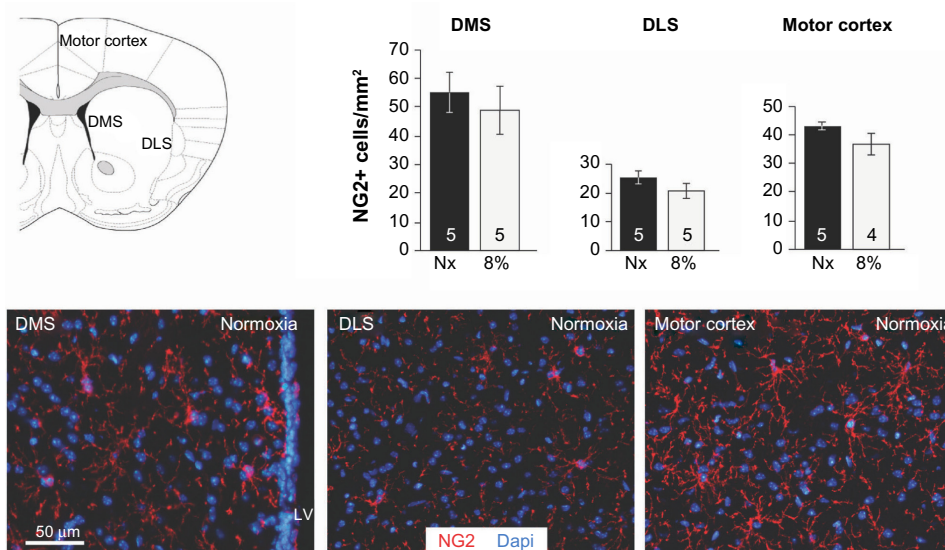 Motor cortex
DMS
DLS
DMS
DLS
Motor cortex
NG2+ cells/mm²
70
60
50
40
30
20
10
0
5
5
Nx
8%
30
20
10
0
5
5
Nx
8%
50
40
30
20
10
0
5
4
Nx
8%
DMS
Normoxia
LV
50 µm
DLS
Normoxia
Motor cortex
Normoxia
NG2 Dapi